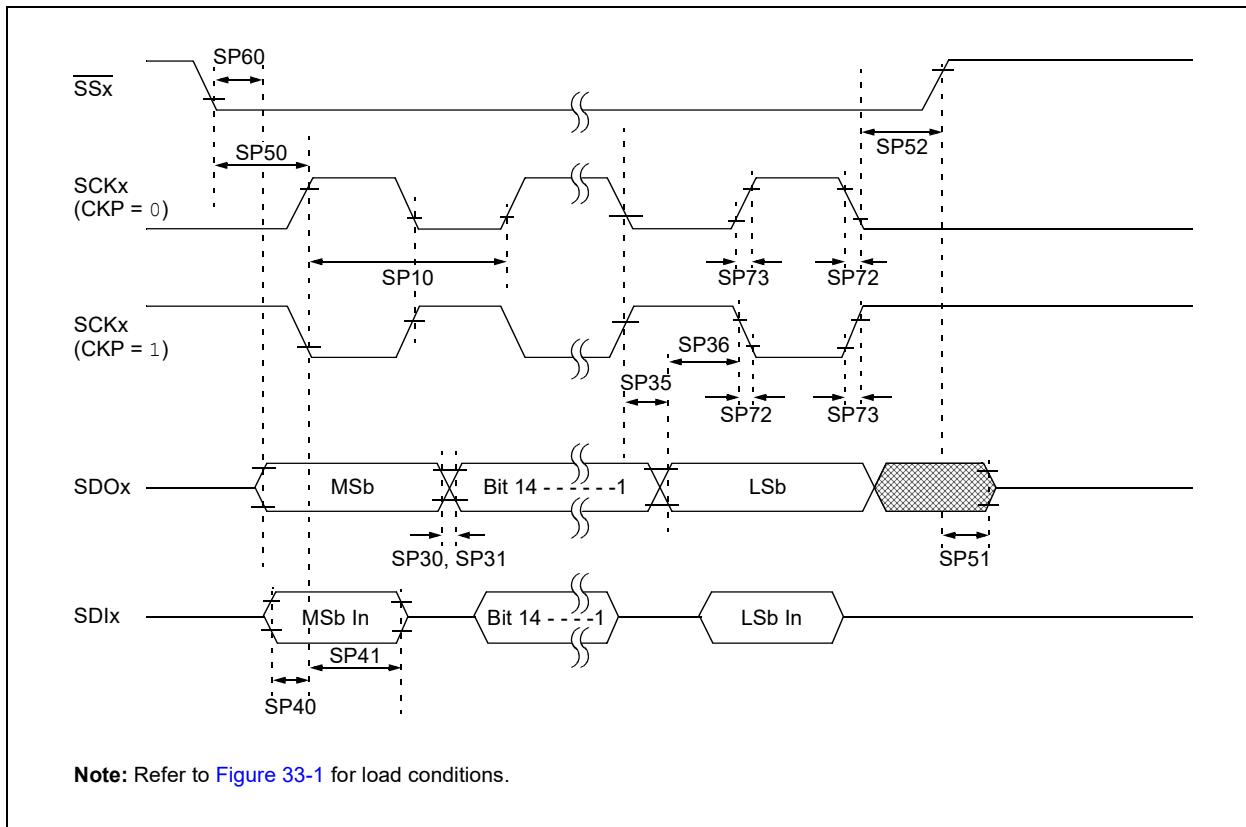 SP60
SSx
SP50
SP52
SCKx
(CKP = 0)
SP10
SP73
SP72
SCKx
(CKP = 1)
SP36
SP35
SP72
SP73
SDOx
MSb
Bit 14 - - - - - -1
LSb
SP30, SP31
SP51
SDIx
MSb In
Bit 14 - - - -1
LSb In
SP41
SP40
Note: Refer to Figure 33-1 for load conditions.